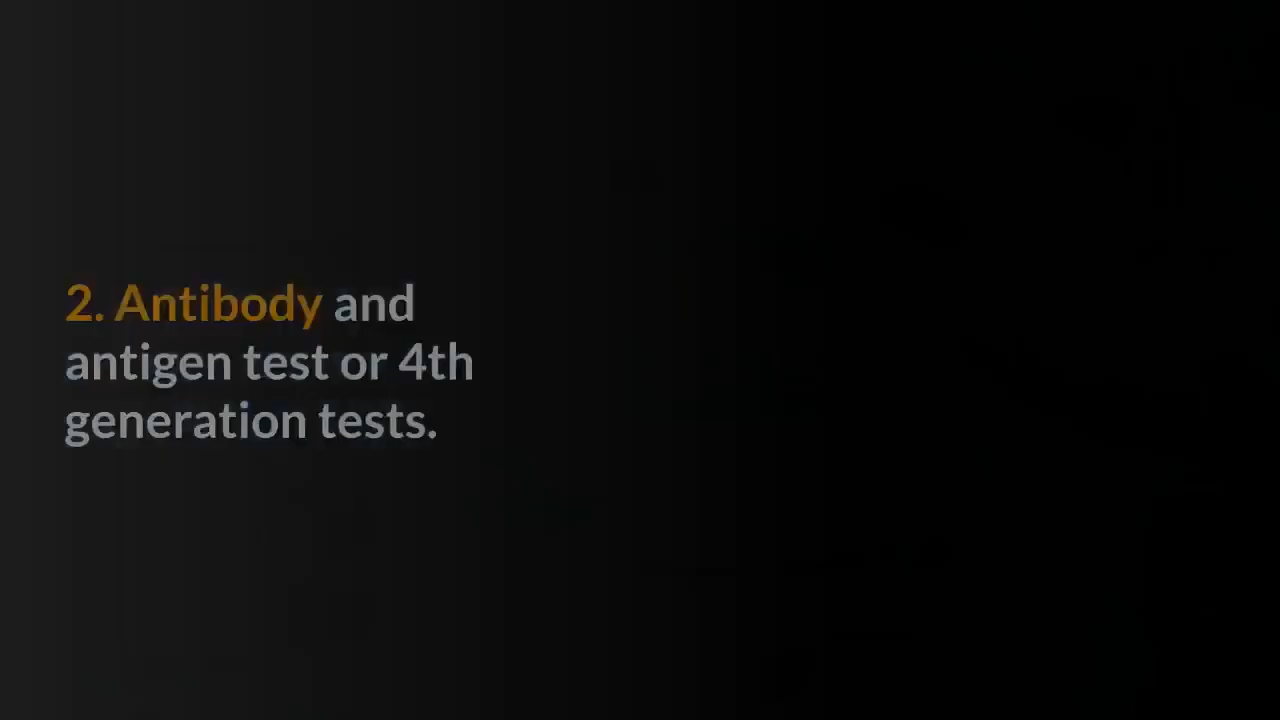 2. Antibody and
antigen test or 4th
generation tests.